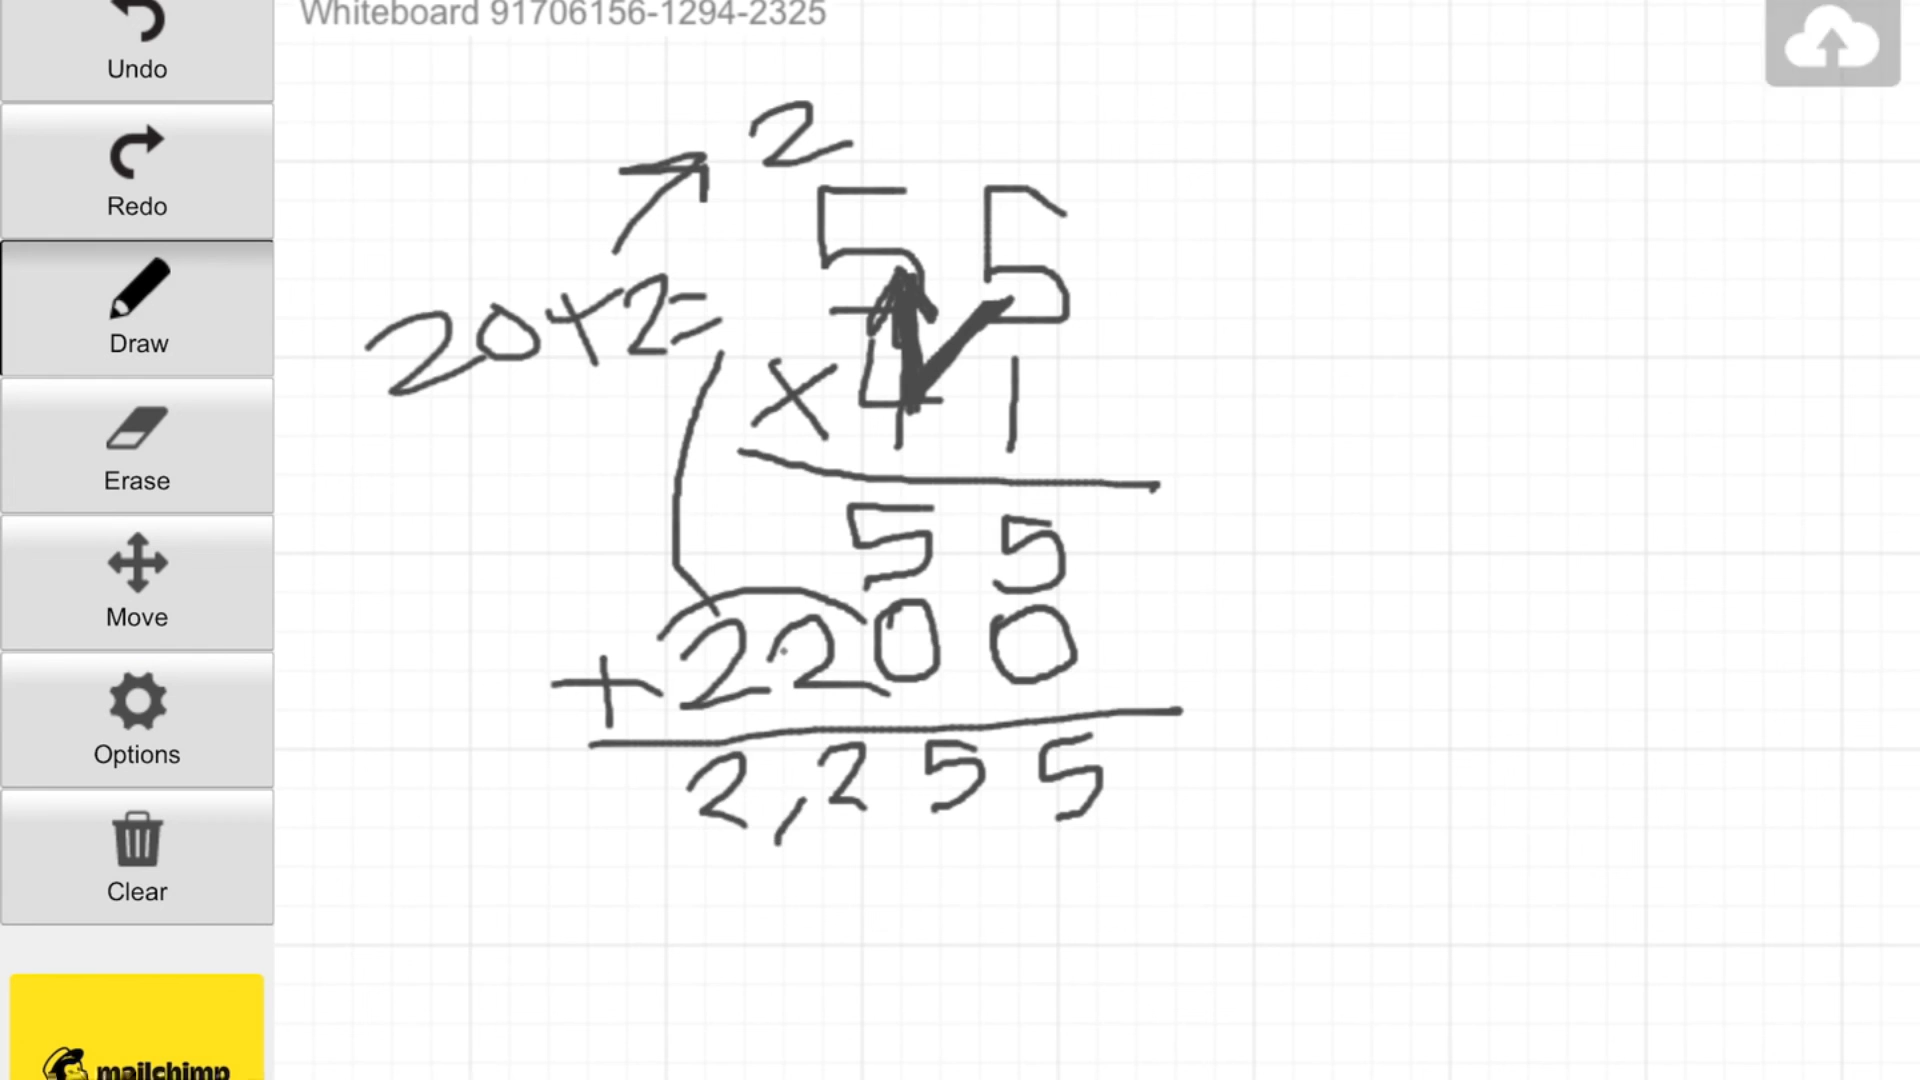 Whiteboard 91706156-1294-2325
Undo
Redo
Draw
Erase
Move
Options
Clear
mailchimp
2
55
20+2=
×41
55
+2200
2,255